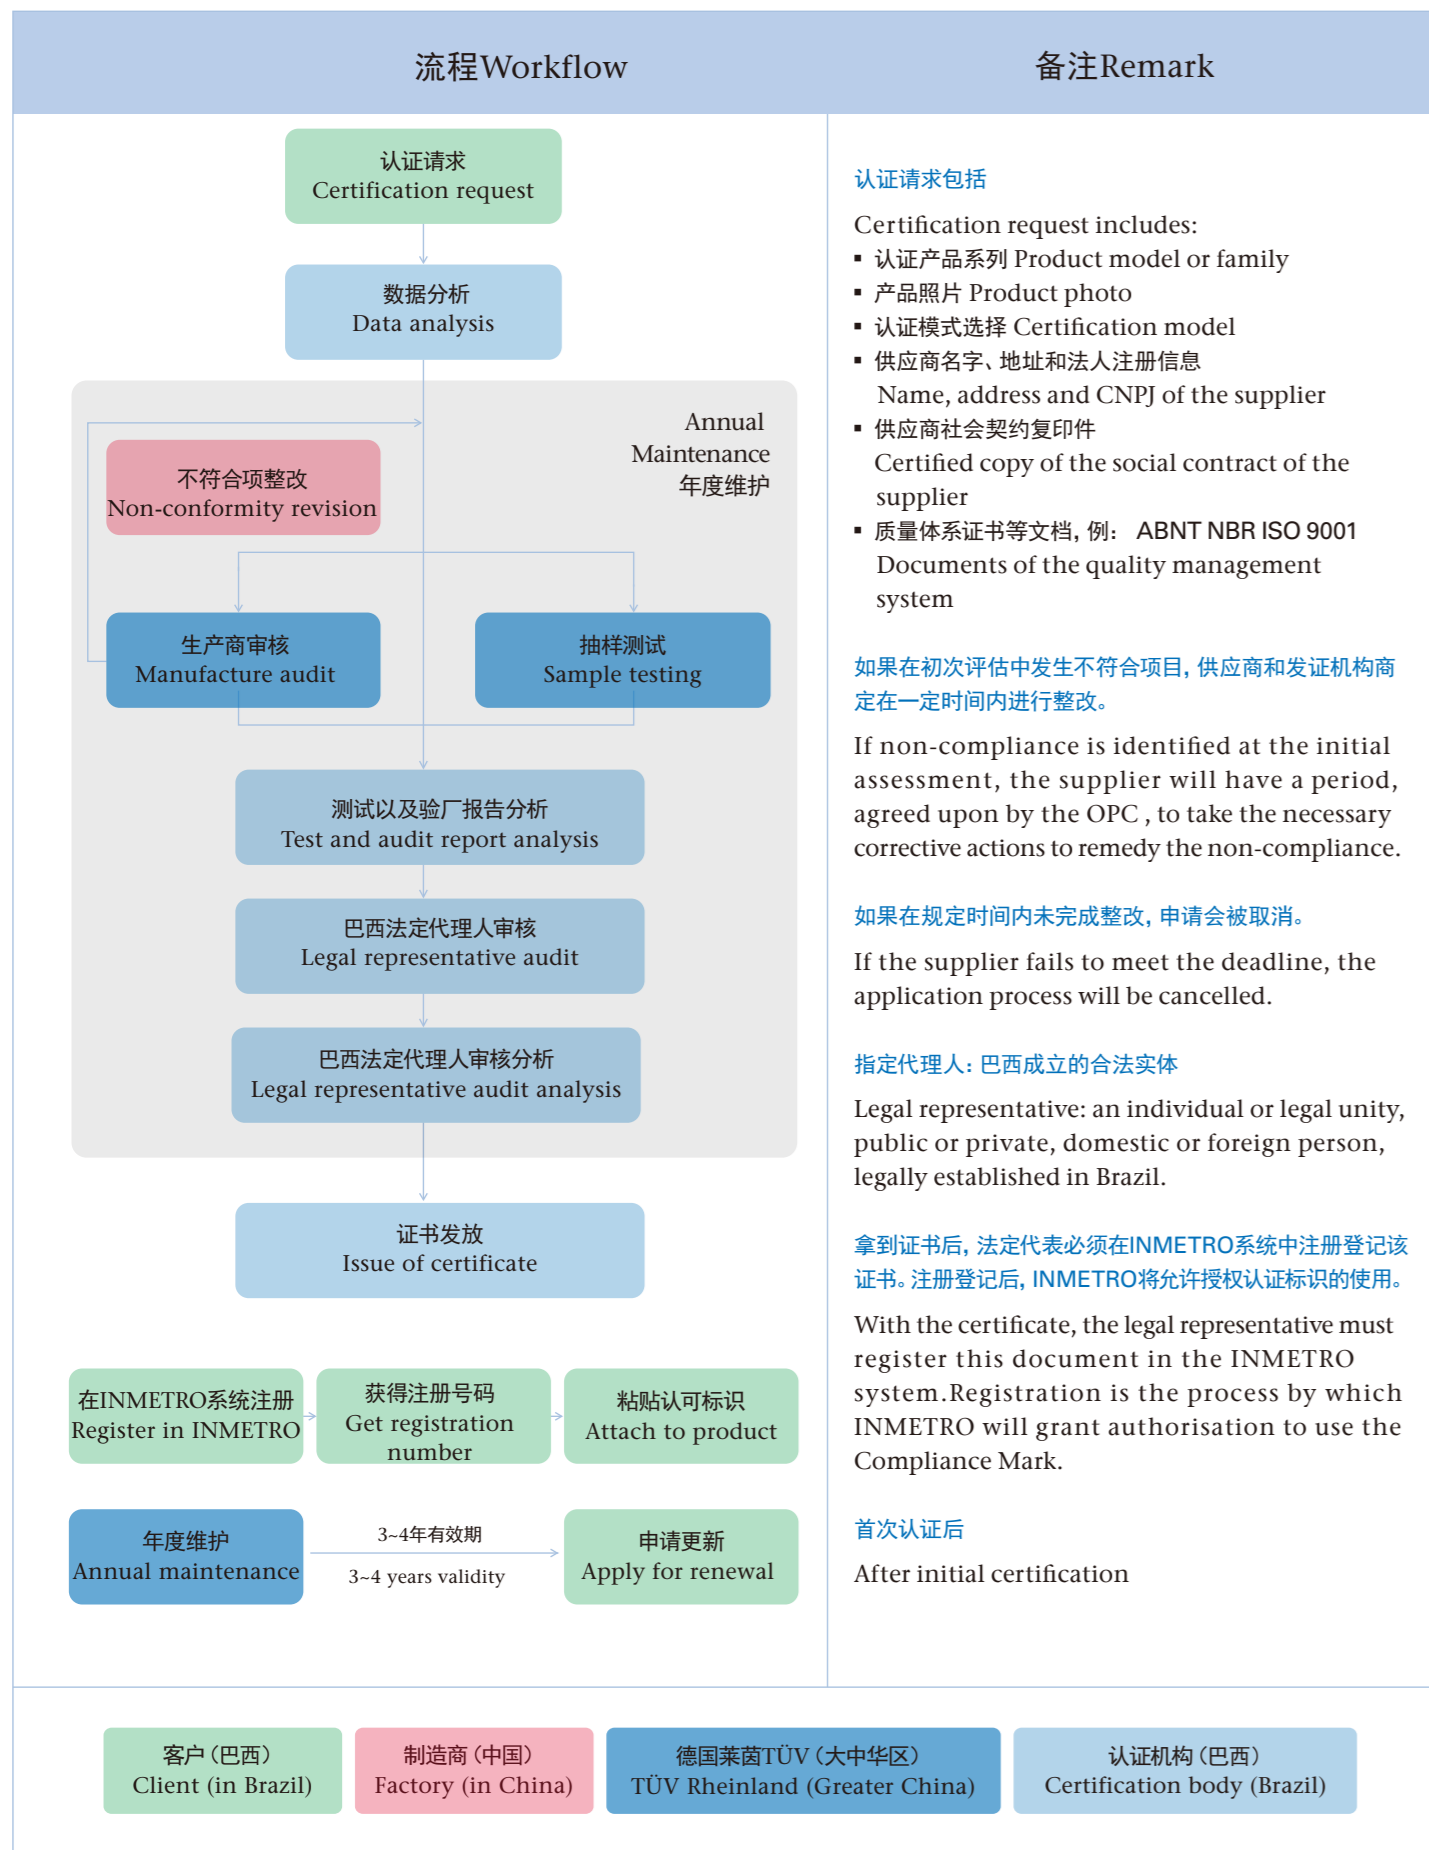 流程Workflow
备注Remark
认证请求
Certification request
数据分析
Data analysis
Annual
Maintenance
年度维护
不符合项整改
Non-conformity revision
生产商审核
Manufacture audit
抽样测试
Sample testing
测试以及验厂报告分析
Test and audit report analysis
巴西法定代理人审核
Legal representative audit
巴西法定代理人审核分析
Legal representative audit analysis
证书发放
Issue of certificate
在INMETRO系统注册
Register in INMETRO
获得注册号码
Get registration
number
粘贴认可标识
Attach to product
年度维护
Annual maintenance
3~4年有效期
3~4 years validity
申请更新
Apply for renewal
认证请求包括
Certification request includes:
▪ 认证产品系列 Product model or family
▪ 产品照片 Product photo
▪ 认证模式选择 Certification model
▪ 供应商名字、地址和法人注册信息
Name, address and CNPJ of the supplier
▪ 供应商社会契约复印件
Certified copy of the social contract of the
supplier
▪ 质量体系证书等文档, 例: ABNT NBR ISO 9001
Documents of the quality management
system
如果在初次评估中发生不符合项目, 供应商和发证机构商
定在一定时间内进行整改。
If non-compliance is identified at the initial
assessment, the supplier will have a period,
agreed upon by the OPC , to take the necessary
corrective actions to remedy the non-compliance.
如果在规定时间内未完成整改, 申请会被取消。
If the supplier fails to meet the deadline, the
application process will be cancelled.
指定代理人: 巴西成立的合法实体
Legal representative: an individual or legal unity,
public or private, domestic or foreign person,
legally established in Brazil.
拿到证书后, 法定代表必须在INMETRO系统中注册登记该
证书。注册登记后, INMETRO将允许授权认证标识的使用。
With the certificate, the legal representative must
register this document in the INMETRO
system.Registration is the process by which
INMETRO will grant authorisation to use the
Compliance Mark.
首次认证后
After initial certification
客户 (巴西)
Client (in Brazil)
制造商 (中国)
Factory (in China)
德国莱茵TÜV (大中华区)
TÜV Rheinland (Greater China)
认证机构 (巴西)
Certification body (Brazil)